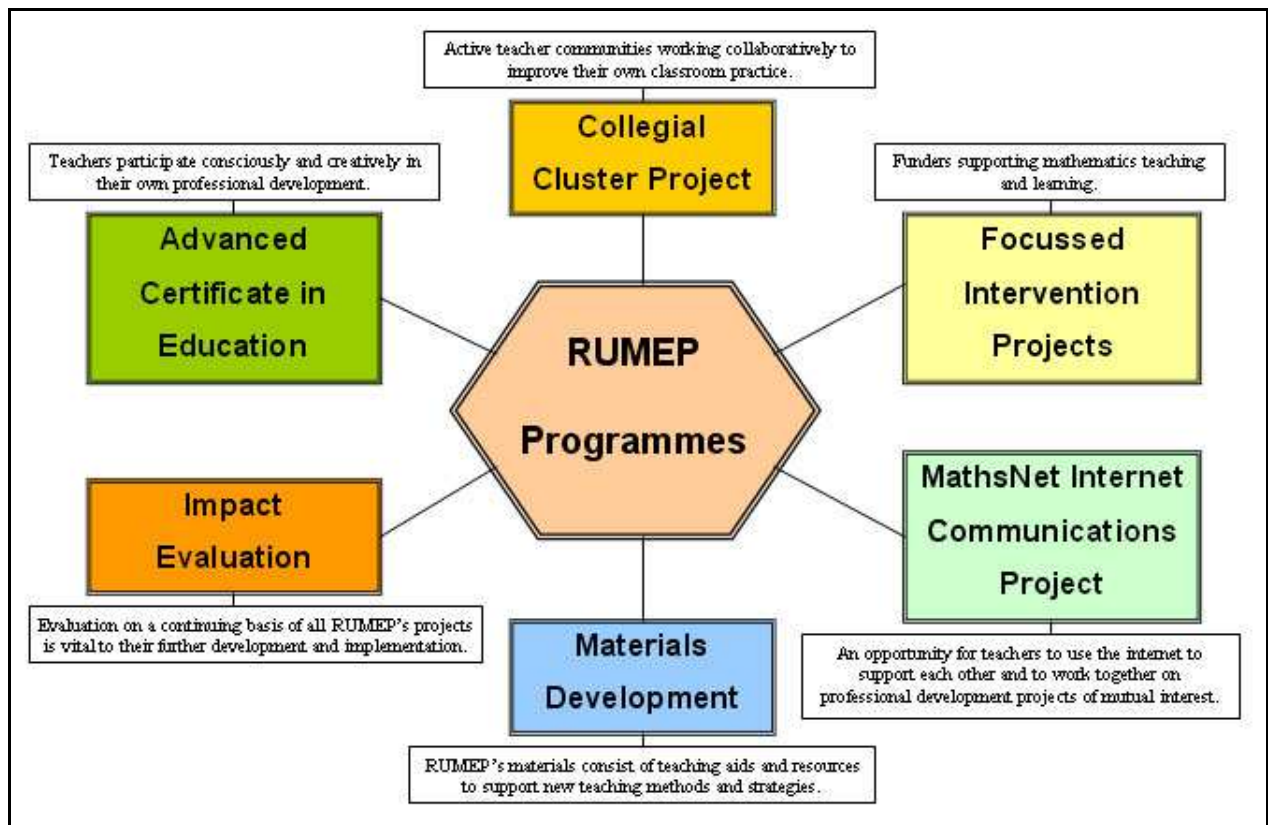 Active teacher communities working collaboratively to
improve their own classroom practice.
Collegial
Cluster Project
Teachers participate consciously and creatively in
their own professional development.
Advanced
Certificate in
Education
Funders supporting mathematics teaching
and learning.
Focussed
Intervention
Projects
RUMEP
Programmes
Impact
Evaluation
Evaluation on a continuing basis of all RUMEP's projects
is vital to their further development and implementation.
MathsNet Internet
Communications
Project
An opportunity for teachers to use the internet to
support each other and to work together on
professional development projects of mutual interest.
Materials
Development
RUMEP's materials consist of teaching aids and resources
to support new teaching methods and strategies.